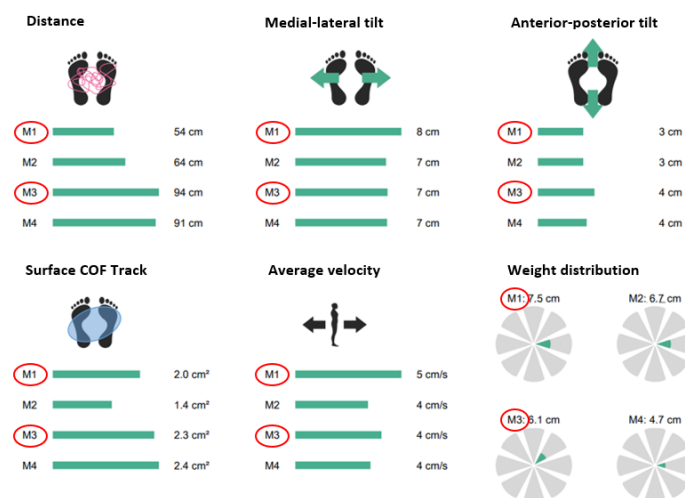 Distance
Medial-lateral tilt
Anterior-posterior tilt
M1 54 cm
M2 64 cm
M3 94 cm
M4 91 cm
M1 8 cm
M2 7 cm
M3 7 cm
M4 7 cm
M1 3 cm
M2 3 cm
M3 4 cm
M4 4 cm
Surface COF Track
Average velocity
Weight distribution
M1 2.0 cm²
M2 1.4 cm²
M3 2.3 cm²
M4 2.4 cm²
M1 5 cm/s
M2 4 cm/s
M3 4 cm/s
M4 4 cm/s
M1: 7.5 cm
M2: 6.7 cm
M3: 6.1 cm
M4: 4.7 cm